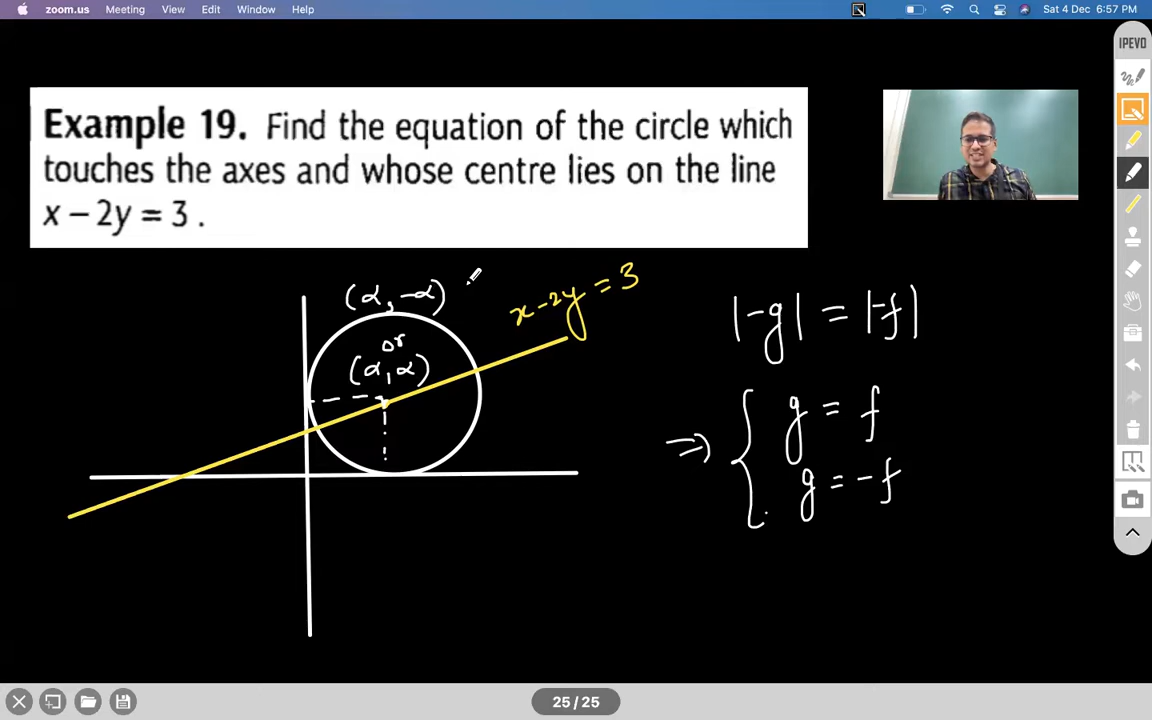 zoom.us Meeting View Edit Window Help Sat 4 Dec 6:57 PM
IPEVO
Example 19. Find the equation of the circle which
touches the axes and whose centre lies on the line
x – 2y = 3 .
(α, -α)
or
(α, α)
x-2y = 3
|-g| = |-f|
⇒ { g = f
g = -f
25 / 25